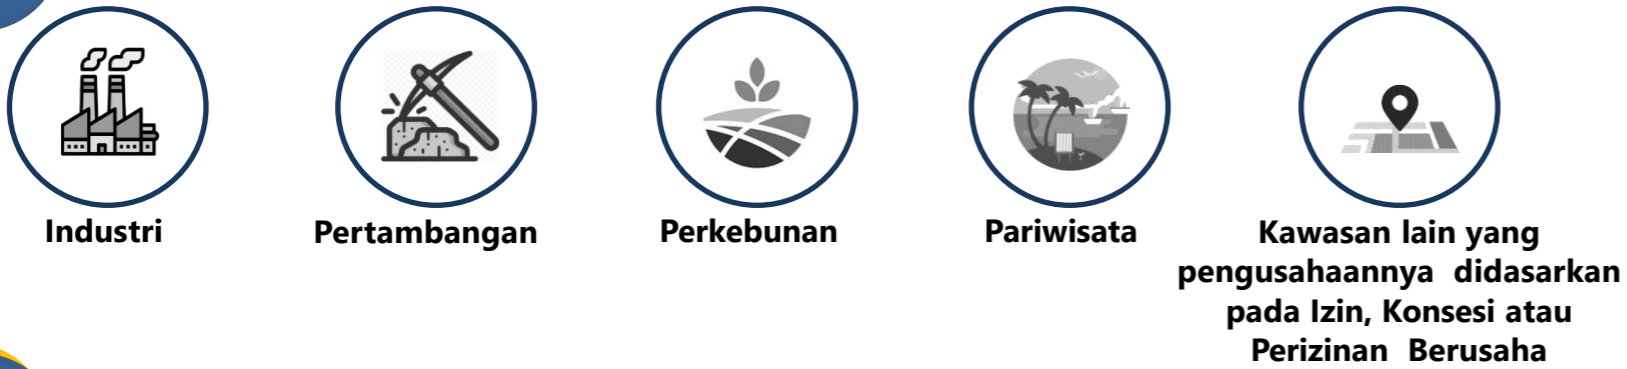 Industri
Pertambangan
Perkebunan
Pariwisata
Kawasan lain yang
pengusahaannya didasarkan
pada Izin, Konsesi atau
Perizinan Berusaha